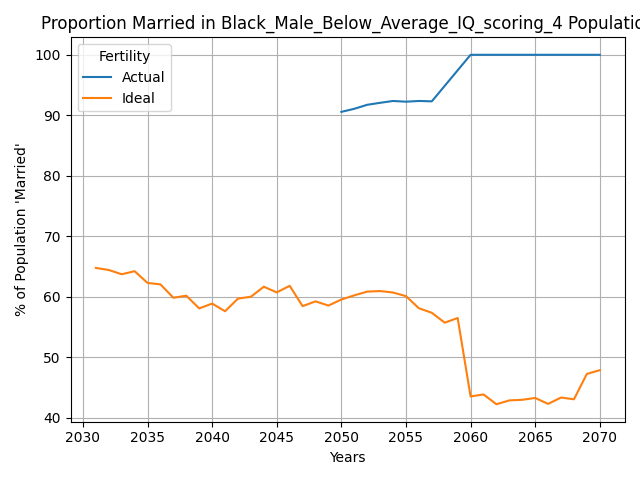 Proportion Married in Black_Male_Below_Average_IQ_scoring_4 Populatio
Fertility
Actual
Ideal
% of Population 'Married'
100
90
80
70
60
50
40
2030 2035 2040 2045 2050 2055 2060 2065 2070
Years